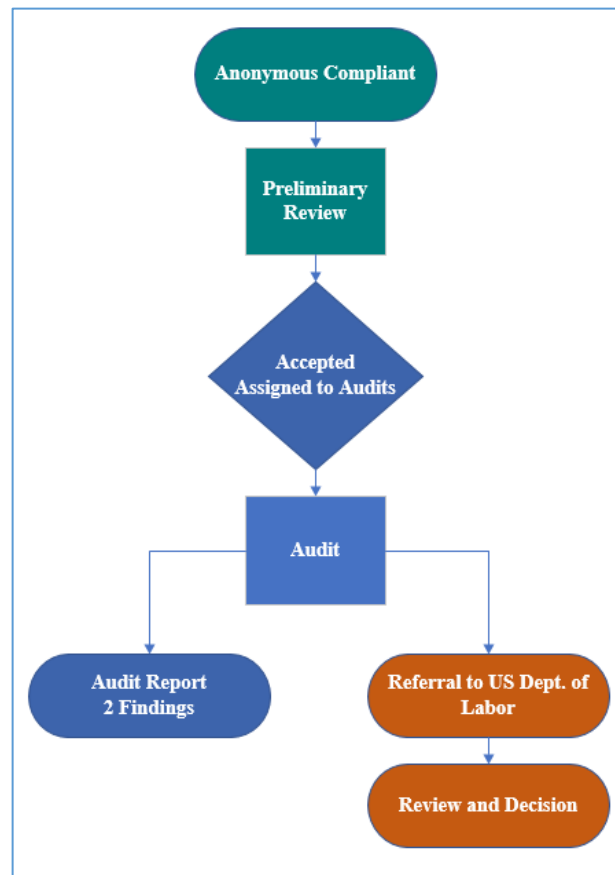 Anonymous Compliant
Preliminary
Review
Accepted
Assigned to Audits
Audit
Audit Report
2 Findings
Referral to US Dept. of
Labor
Review and Decision